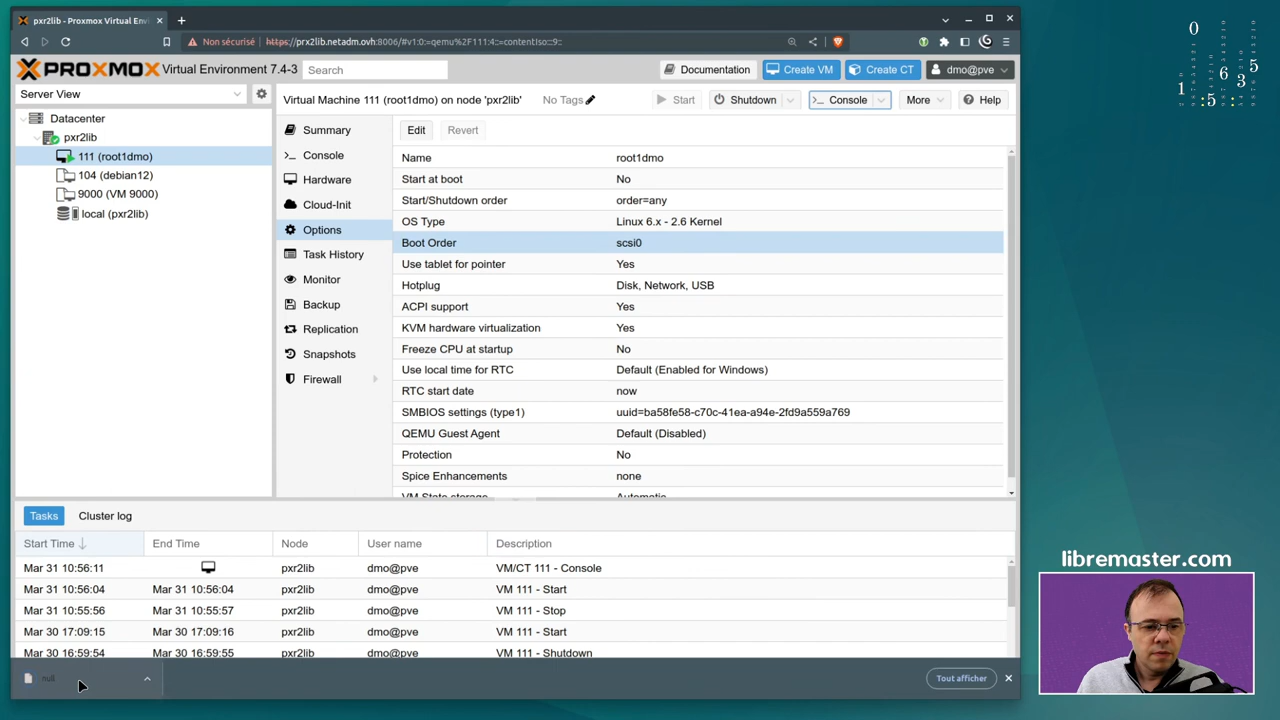 pxr2lib - Proxmox Virtual Envi
Non sécurisé https://prx2lib.netadm.ovh:8006/#v1:0:=qemu%2F111:4::=contentIso:::9::
PROXMOX Virtual Environment 7.4-3 Search Documentation Create VM Create CT dmo@pve
Server View
Virtual Machine 111 (root1dmo) on node 'pxr2lib' No Tags Start Shutdown Console More Help
Datacenter
pxr2lib
111 (root1dmo)
104 (debian12)
9000 (VM 9000)
local (pxr2lib)
Summary
Console
Hardware
Cloud-Init
Options
Task History
Monitor
Backup
Replication
Snapshots
Firewall
Edit Revert
Name root1dmo
Start at boot No
Start/Shutdown order order=any
OS Type Linux 6.x - 2.6 Kernel
Boot Order scsi0
Use tablet for pointer Yes
Hotplug Disk, Network, USB
ACPI support Yes
KVM hardware virtualization Yes
Freeze CPU at startup No
Use local time for RTC Default (Enabled for Windows)
RTC start date now
SMBIOS settings (type1) uuid=ba58fe58-c70c-41ea-a94e-2fd9a559a769
QEMU Guest Agent Default (Disabled)
Protection No
Spice Enhancements none
VM State storage Automatic
Tasks Cluster log
Start Time End Time Node User name Description
Mar 31 10:56:11 pxr2lib dmo@pve VM/CT 111 - Console
Mar 31 10:56:04 Mar 31 10:56:04 pxr2lib dmo@pve VM 111 - Start
Mar 31 10:55:56 Mar 31 10:55:57 pxr2lib dmo@pve VM 111 - Stop
Mar 30 17:09:15 Mar 30 17:09:16 pxr2lib dmo@pve VM 111 - Start
Mar 30 16:59:54 Mar 30 16:59:55 pxr2lib dmo@pve VM 111 - Shutdown
null Tout afficher
libremaster.com